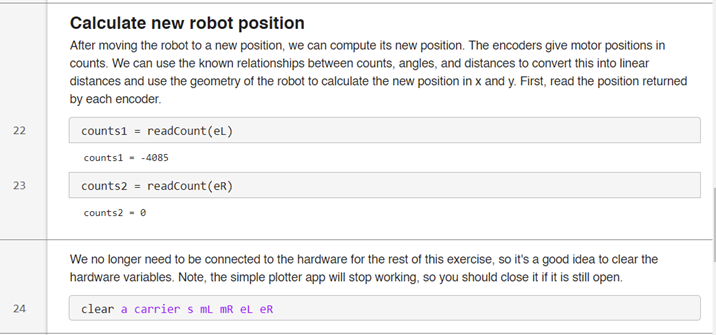 Calculate new robot position
After moving the robot to a new position, we can compute its new position. The encoders give motor positions in
counts. We can use the known relationships between counts, angles, and distances to convert this into linear
distances and use the geometry of the robot to calculate the new position in x and y. First, read the position returned
by each encoder.
22 counts1 = readCount(eL)
counts1 = -4085
23 counts2 = readCount(eR)
counts2 = 0
We no longer need to be connected to the hardware for the rest of this exercise, so it's a good idea to clear the
hardware variables. Note, the simple plotter app will stop working, so you should close it if it is still open.
24 clear a carrier s mL mR eL eR